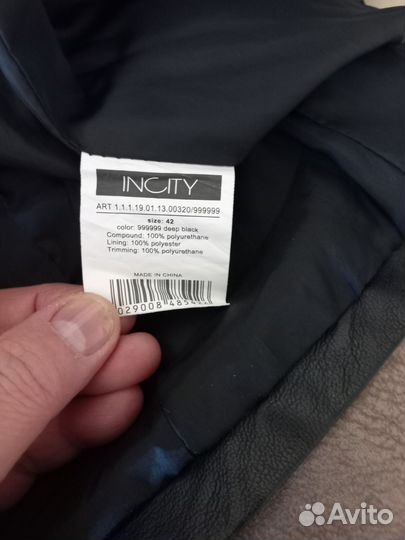 INCITY
ART 1.1.1.19.01.13.00320/999999
size: 42
color: 999999 deep black
Compound: 100% polyurethane
Lining: 100% polyester
Trimming: 100% polyurethane
MADE IN CHINA
Avito